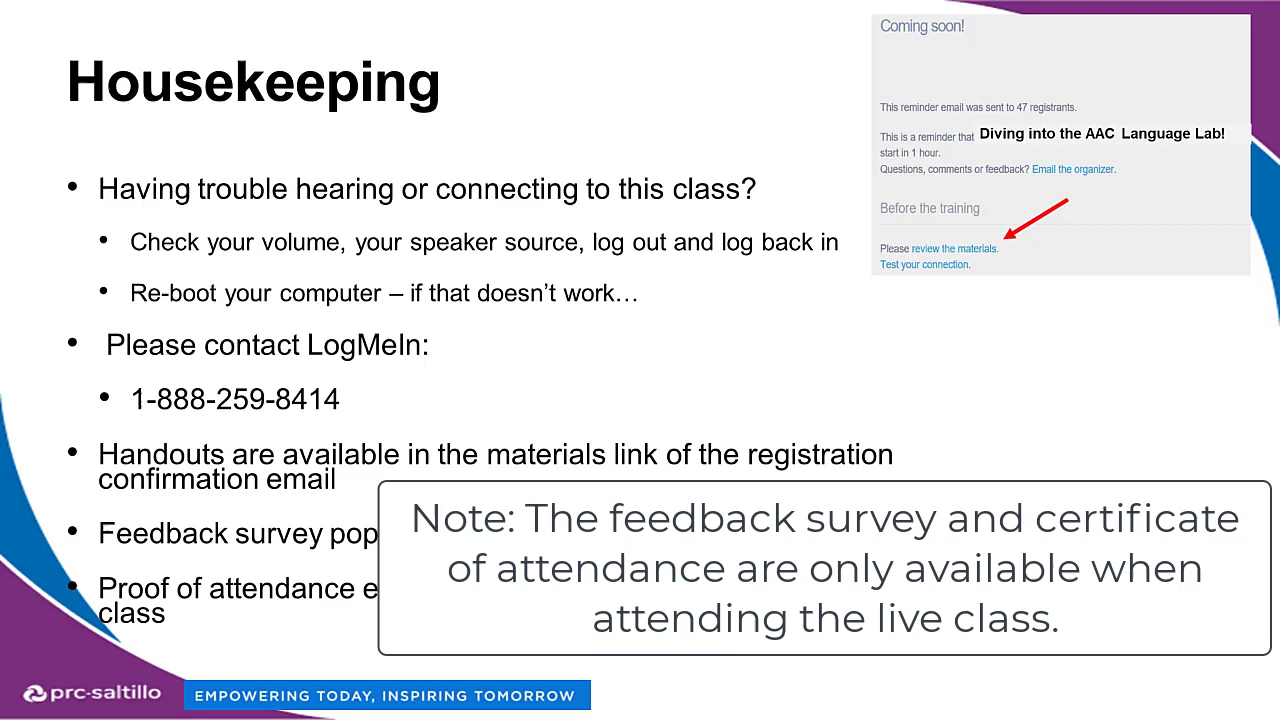 Housekeeping
• Having trouble hearing or connecting to this class?
• Check your volume, your speaker source, log out and log back in
• Re-boot your computer – if that doesn’t work…
• Please contact LogMeIn:
• 1-888-259-8414
• Handouts are available in the materials link of the registration
confirmation email
• Feedback survey pop
• Proof of attendance e
class
Coming soon!
This reminder email was sent to 47 registrants.
This is a reminder that Diving into the AAC Language Lab!
start in 1 hour.
Questions, comments or feedback? Email the organizer.
Before the training
Please review the materials.
Test your connection.
Note: The feedback survey and certificate
of attendance are only available when
attending the live class.
prc-saltillo
EMPOWERING TODAY, INSPIRING TOMORROW